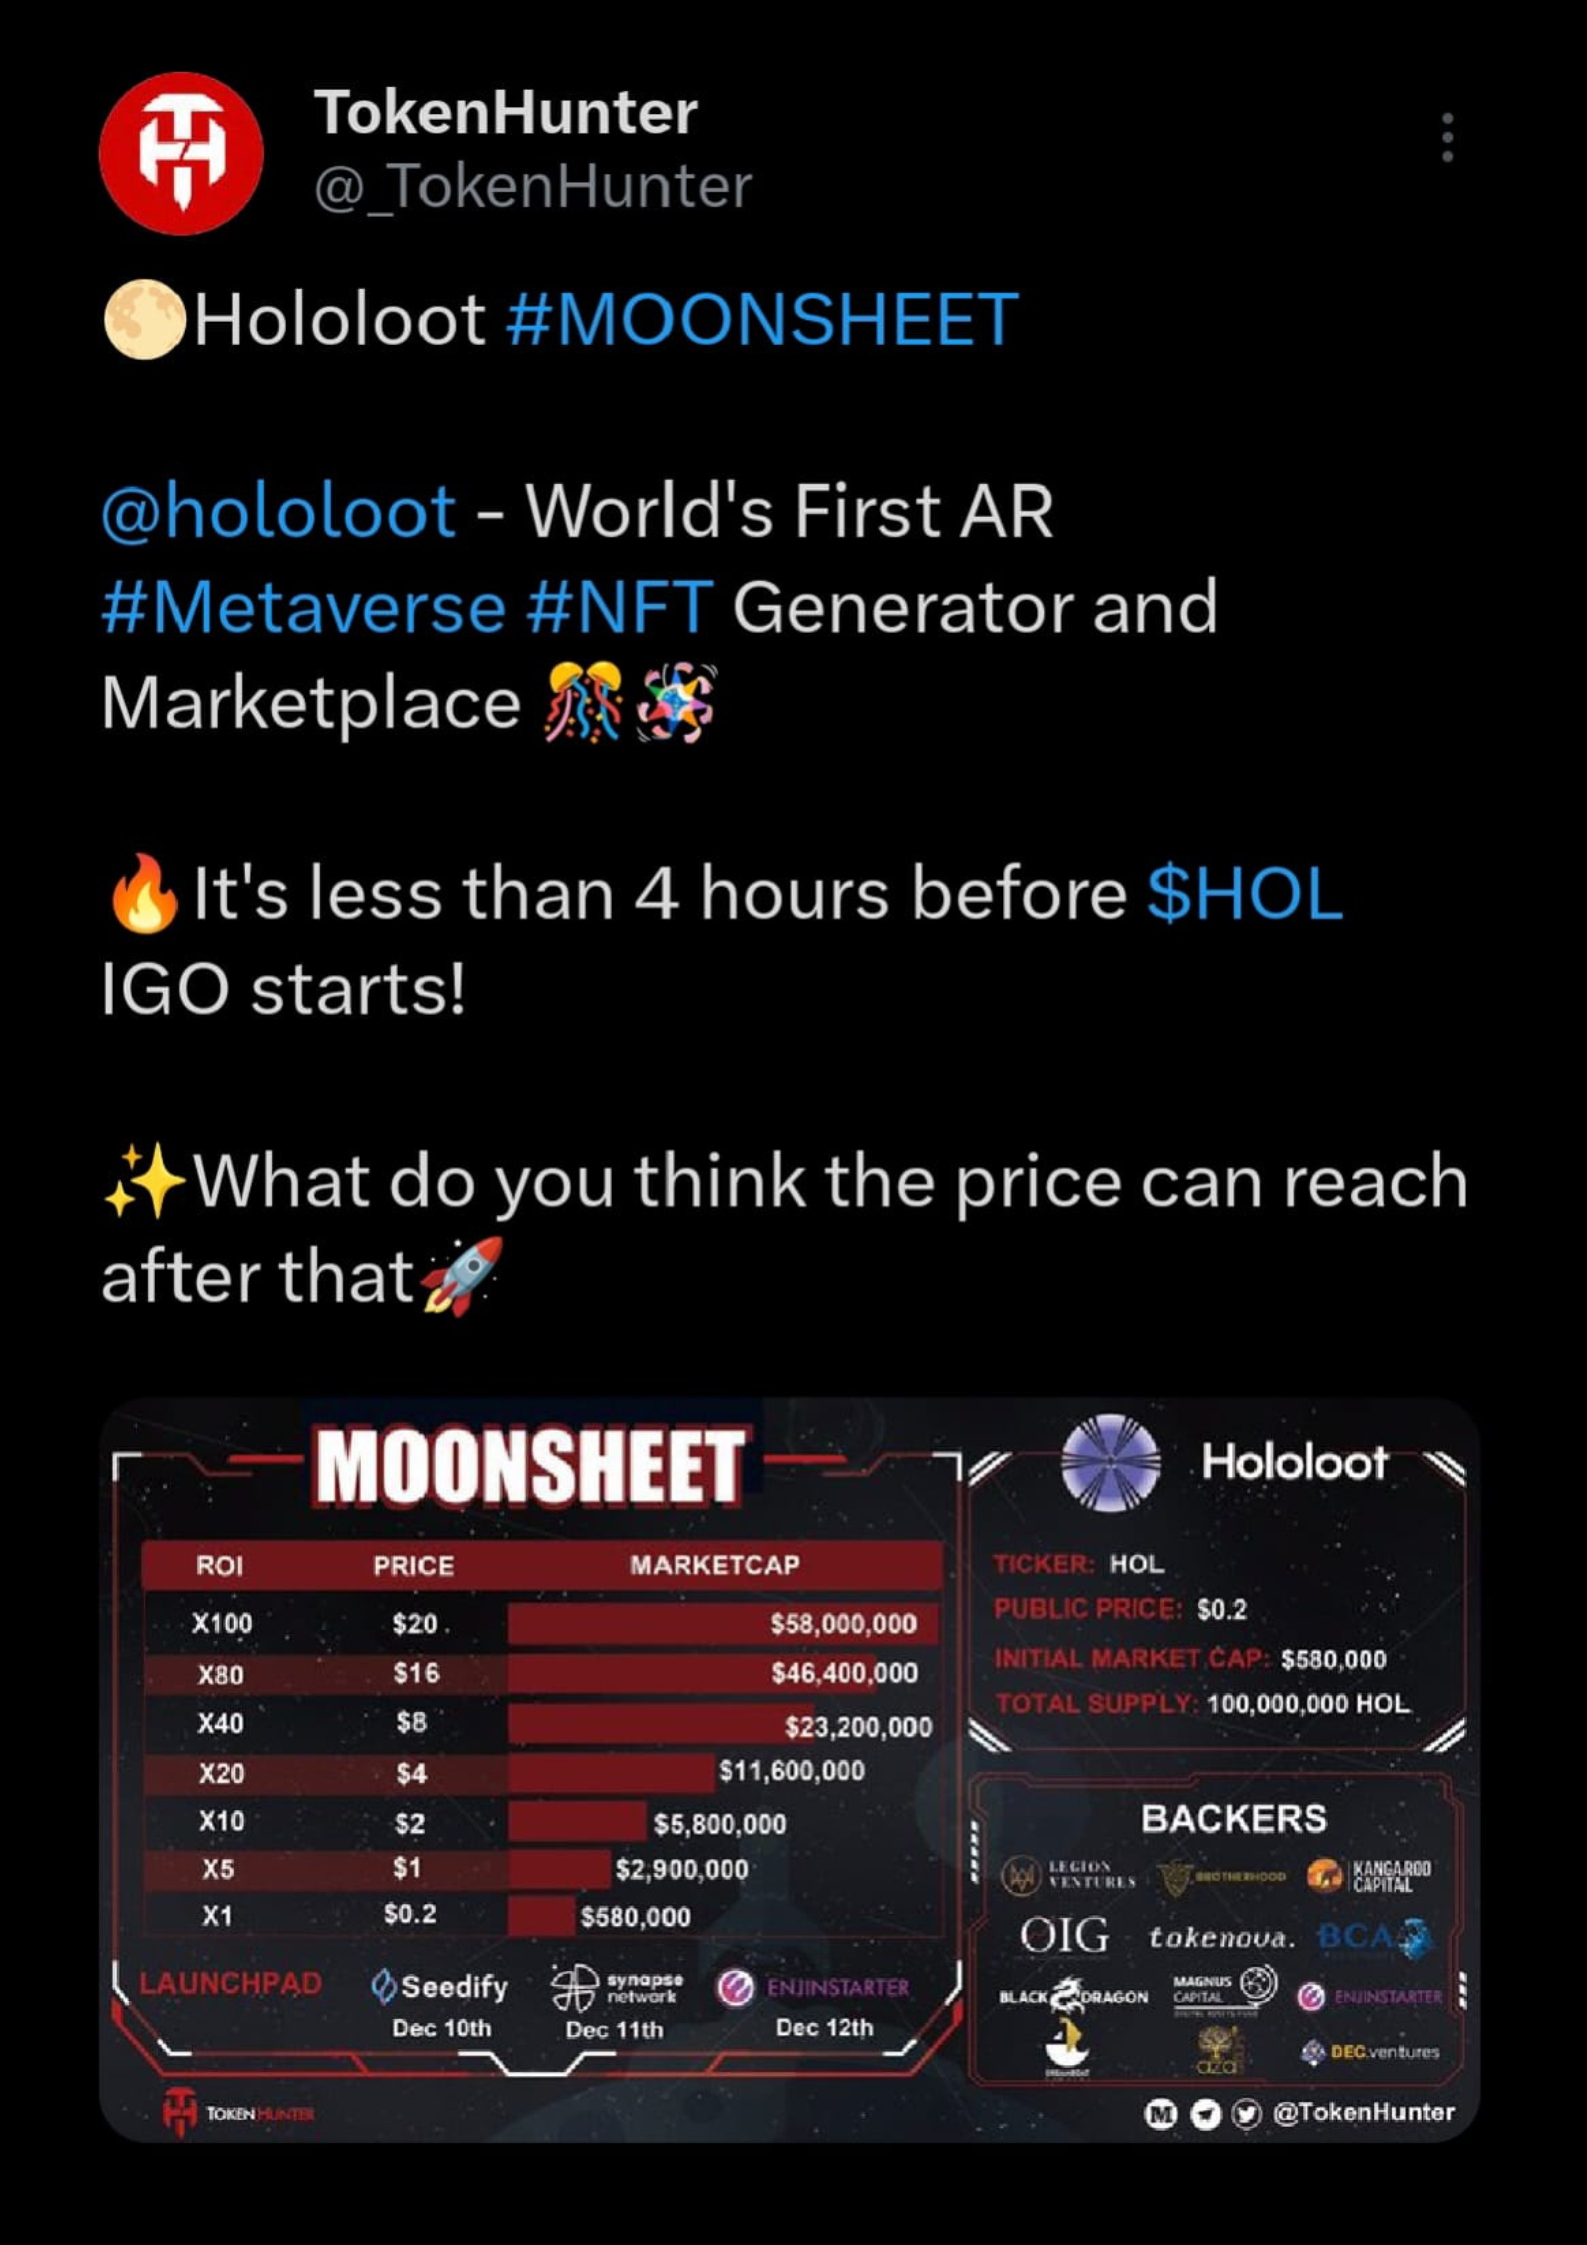 TokenHunter
@_TokenHunter
🌕Hololoot #MOONSHEET
@hololoot - World's First AR
#Metaverse #NFT Generator and
Marketplace 🎊🪅
🔥It's less than 4 hours before $HOL
IGO starts!
✨What do you think the price can reach
after that🚀
MOONSHEET
ROI PRICE MARKETCAP
X100 $20 $58,000,000
X80 $16 $46,400,000
X40 $8 $23,200,000
X20 $4 $11,600,000
X10 $2 $5,800,000
X5 $1 $2,900,000
X1 $0.2 $580,000
LAUNCHPAD Seedify synapse network ENJINSTARTER
Dec 10th Dec 11th Dec 12th
TOKENHUNTER
Hololoot
TICKER: HOL
PUBLIC PRICE: $0.2
INITIAL MARKET CAP: $580,000
TOTAL SUPPLY: 100,000,000 HOL
BACKERS
LEGION VENTURES BROTHERHOOD KANGAROO CAPITAL
OIG tokenova. BCA
BLACK DRAGON MAGNUS CAPITAL ENJINSTARTER
aza DEC.ventures
@TokenHunter